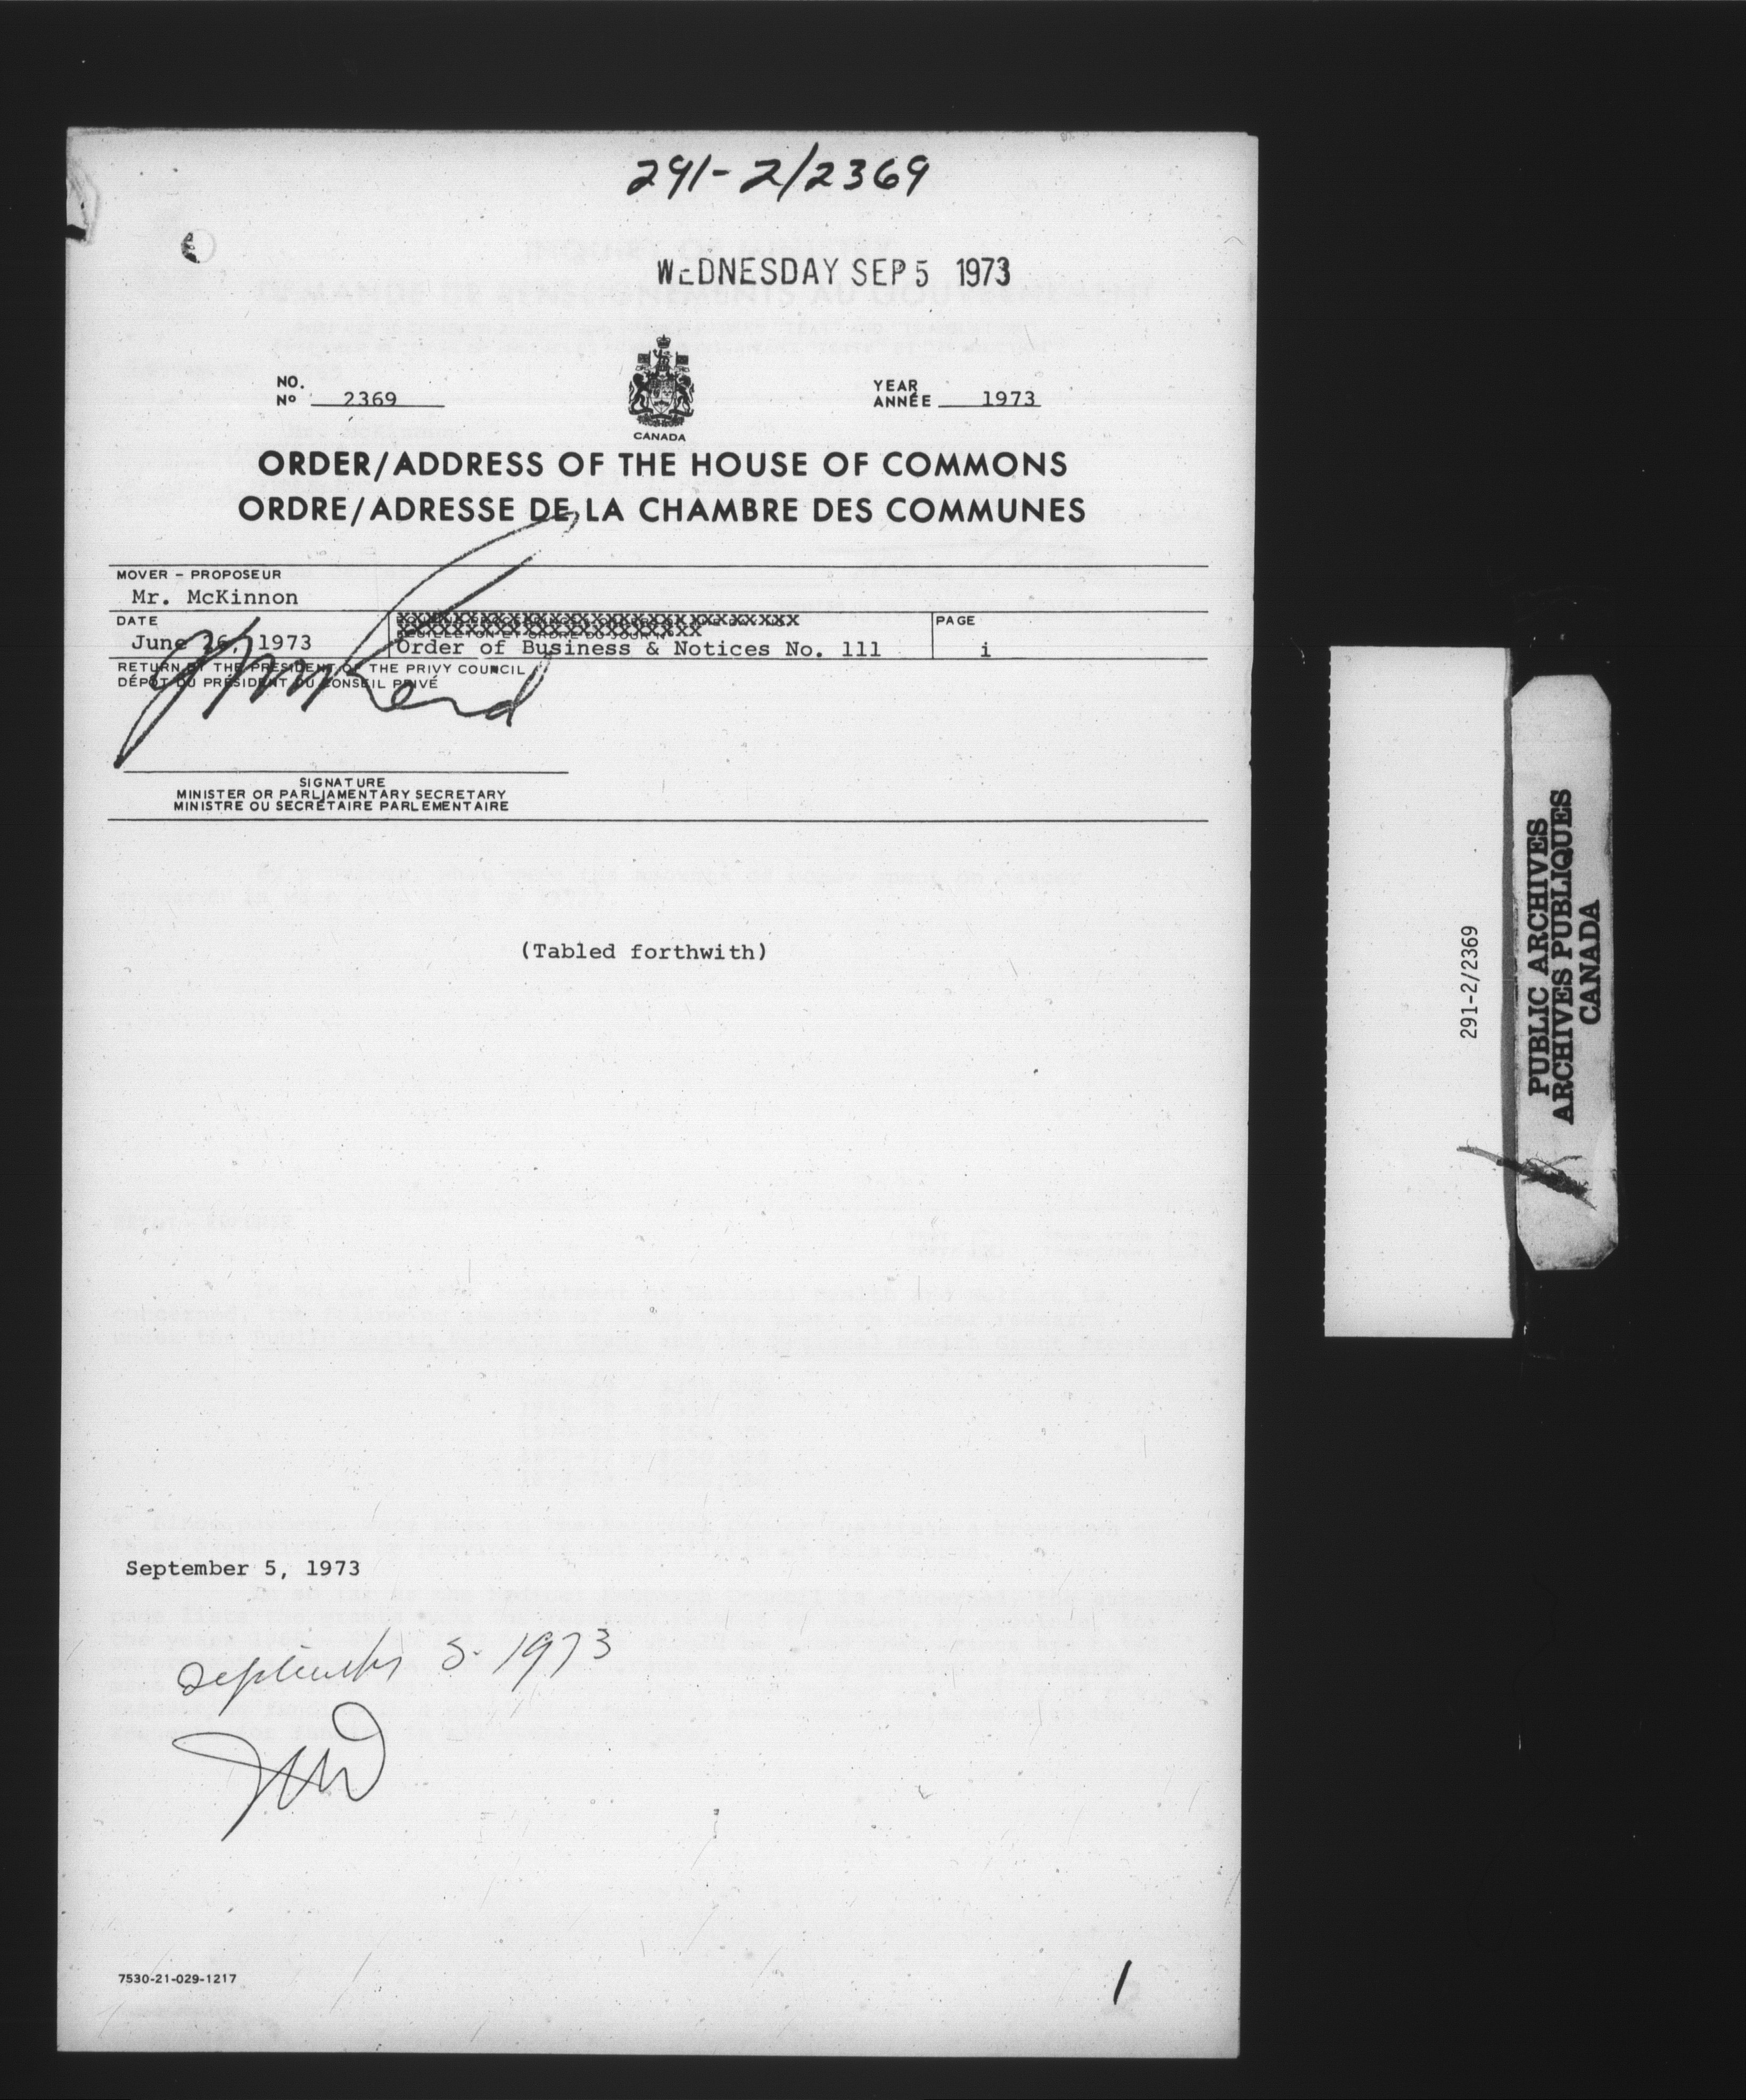 291-2/2369
WEDNESDAY SEP 5 1973
NO.
Nº 2369
YEAR
ANNÉE 1973
CANADA
ORDER/ADDRESS OF THE HOUSE OF COMMONS
ORDRE/ADRESSE DE LA CHAMBRE DES COMMUNES
MOVER – PROPOSEUR
Mr. McKinnon
DATE
June 26, 1973
Order of Business & Notices No. 111
PAGE
i
RETURN BY THE PRESIDENT OF THE PRIVY COUNCIL
DÉPÔT DU PRÉSIDENT DU CONSEIL PRIVÉ
SIGNATURE
MINISTER OR PARLIAMENTARY SECRETARY
MINISTRE OU SECRÉTAIRE PARLEMENTAIRE
(Tabled forthwith)
September 5, 1973
September 5 - 1973
7530-21-029-1217
1
291-2/2369
PUBLIC ARCHIVES
ARCHIVES PUBLIQUES
CANADA